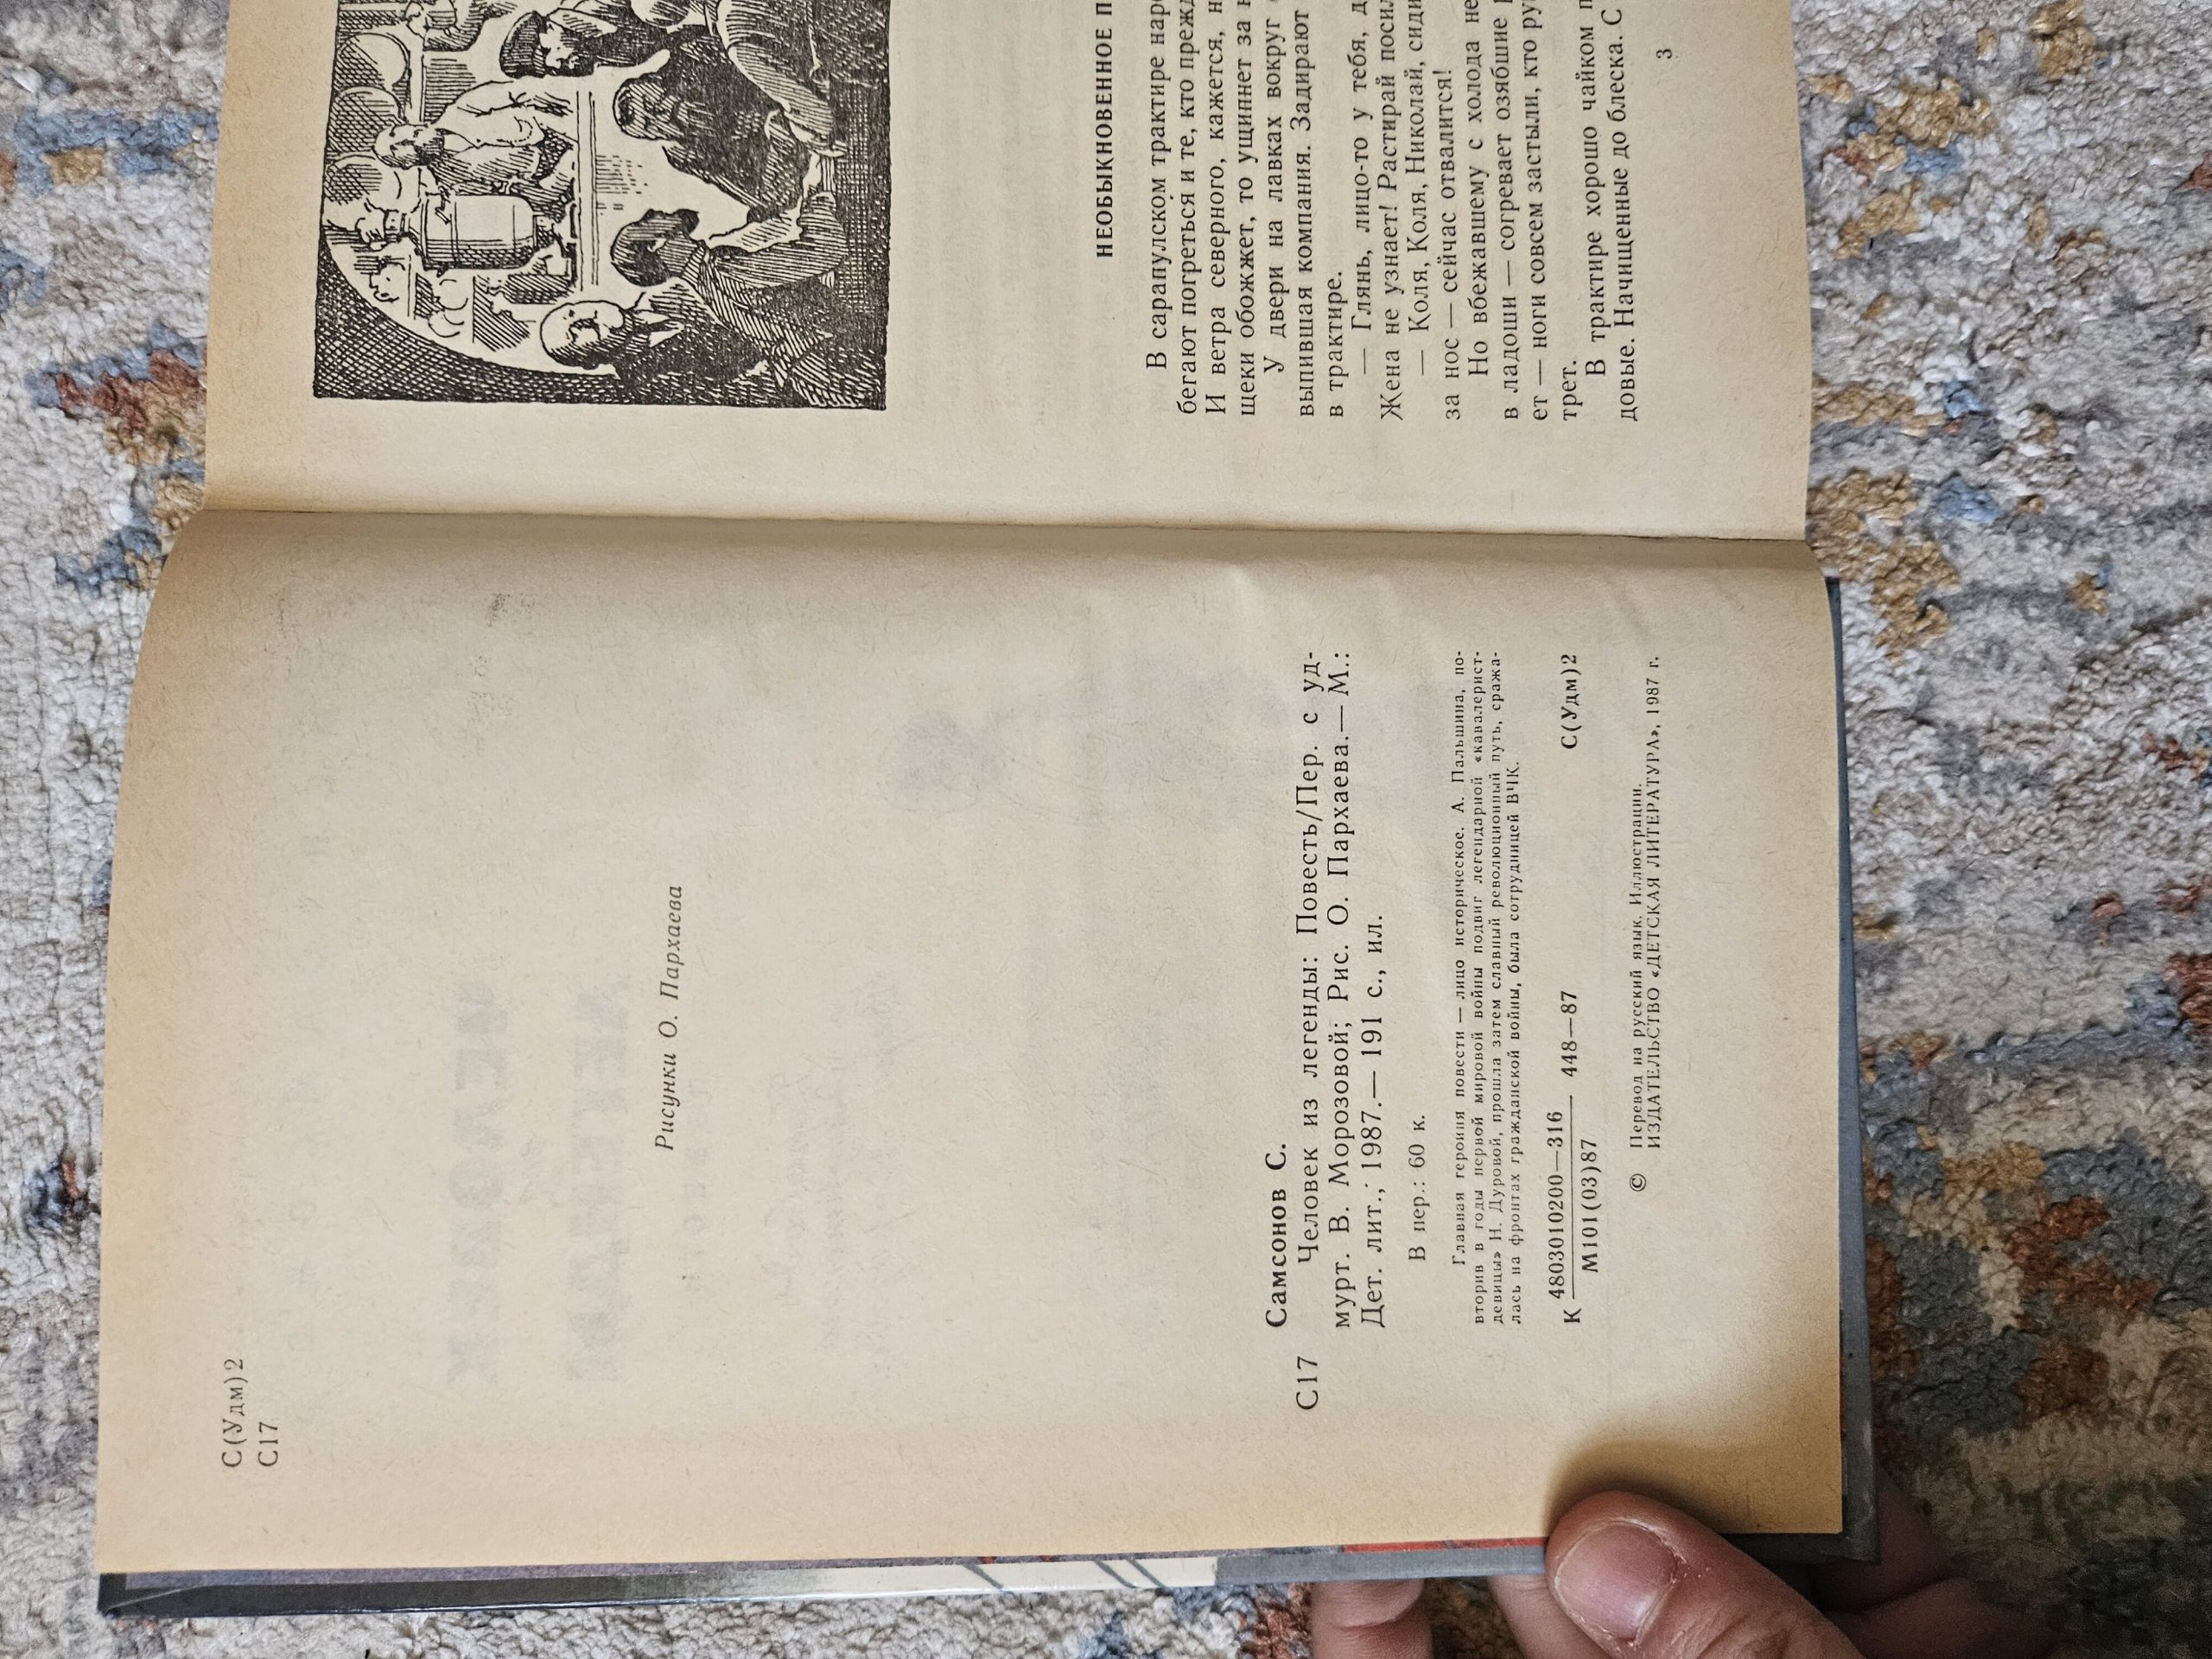 С(Удм)2
С17
Рисунки О. Пархаева
Самсонов С.
С17 Человек из легенды: Повесть/Пер. с уд-
мурт. В. Морозовой; Рис. О. Пархаева.— М.:
Дет. лит., 1987.— 191 с., ил.
В пер.: 60 к.
Главная героиня повести — лицо историческое. А. Пальшина, по-
вторив в годы первой мировой войны подвиг легендарной «кавалерист-
девицы» Н. Дуровой, прошла затем славный революционный путь, сража-
лась на фронтах гражданской войны, была сотрудницей ВЧК.
К 4803010200—316 448—87 С(Удм)2
М101(03)87
© Перевод на русский язык. Иллюстрации.
ИЗДАТЕЛЬСТВО «ДЕТСКАЯ ЛИТЕРАТУРА», 1987 г.
НЕОБЫКНОВЕННОЕ
В сарапулском трактире
бегают погреться и те, кто
И ветра северного, кажется,
щеки обожжет, то ущипнет за
У двери на лавках вокруг
выпившая компания. Задирают
в трактире.
— Глянь, лицо-то у тебя,
Жена не узнает! Растирай
— Коля, Коля, Николай,
за нос — сейчас отвалится!
Но вбежавшему с холода
в ладоши — согревает озябшие
ет — ноги совсем застыли, кто
трет.
В трактире хорошо чайком
довые. Начищенные до блеска. С
3